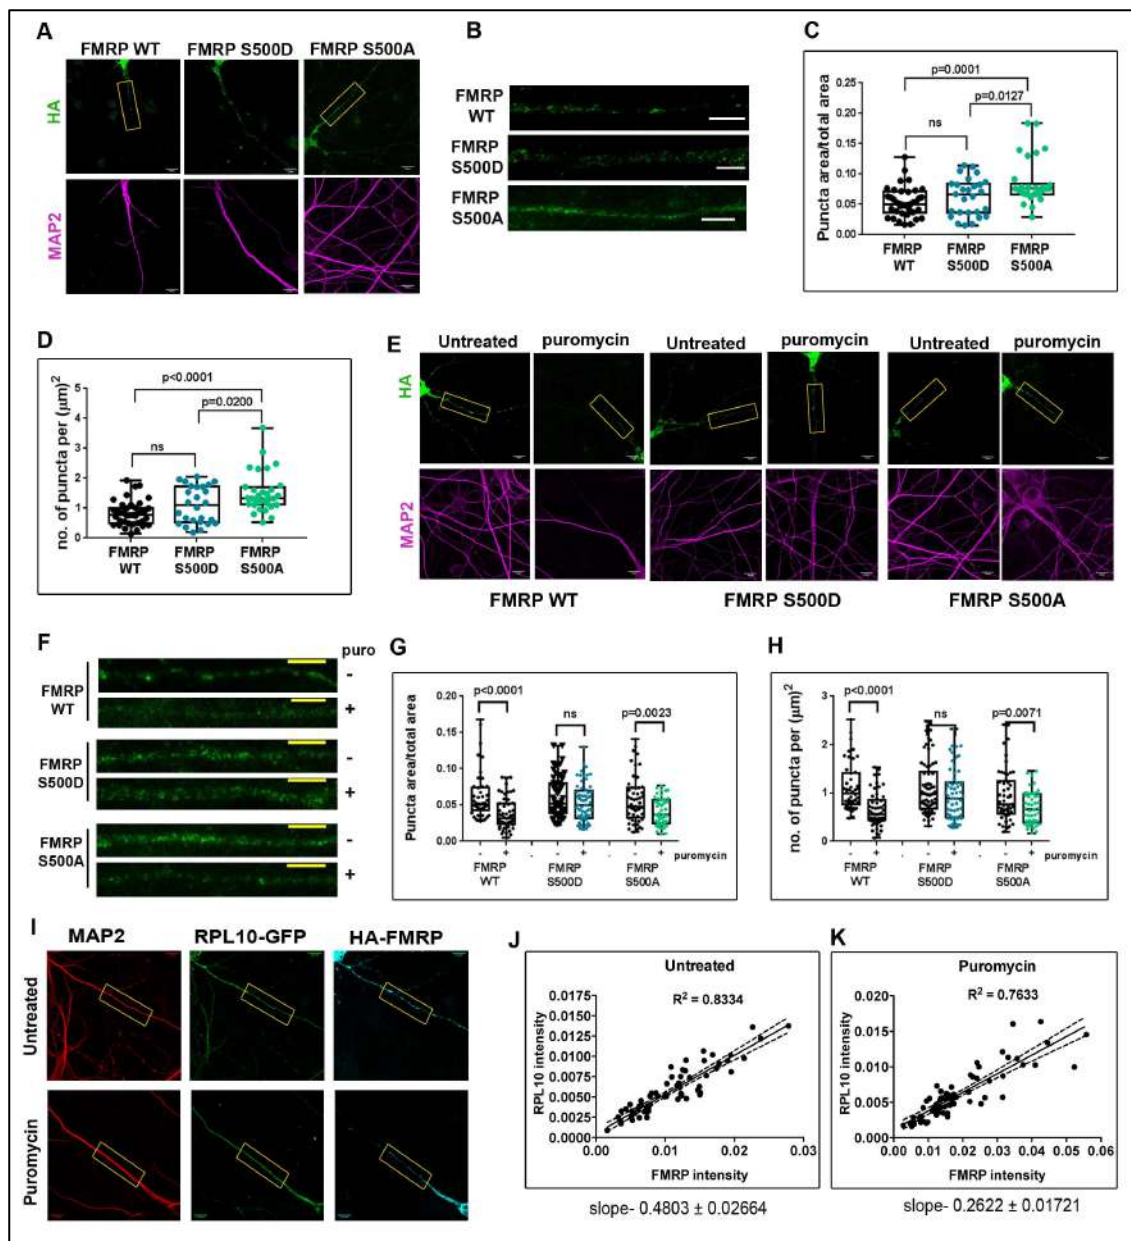 A
FMRP WT FMRP S500D FMRP S500A
HA
MAP2
B
FMRP
WT
FMRP
S500D
FMRP
S500A
C
p=0.0001
p=0.0127
ns
Puncta area/total area
0.25
0.20
0.15
0.10
0.05
0.00
FMRP FMRP FMRP
WT S500D S500A
D
p<0.0001
p=0.0200
ns
no. of puncta per (μm)²
5
4
3
2
1
0
FMRP FMRP FMRP
WT S500D S500A
E
Untreated puromycin Untreated puromycin Untreated puromycin
HA
MAP2
FMRP WT FMRP S500D FMRP S500A
F
puro
FMRP
WT
-
+
FMRP
S500D
-
+
FMRP
S500A
-
+
G
p<0.0001 ns p=0.0023
Puncta area/total area
0.20
0.15
0.10
0.05
0.00
- + - + - + puromycin
FMRP FMRP FMRP
WT S500D S500A
H
p<0.0001 ns p=0.0071
no. of puncta per (μm)²
3
2
1
0
- + - + - + puromycin
FMRP FMRP FMRP
WT S500D S500A
I
MAP2 RPL10-GFP HA-FMRP
Untreated
Puromycin
J
Untreated
R² = 0.8334
RPL10 intensity
0.0175
0.0150
0.0125
0.0100
0.0075
0.0050
0.0025
0.0000
0.00 0.01 0.02 0.03
FMRP intensity
slope- 0.4803 ± 0.02664
K
Puromycin
R² = 0.7633
RPL10 intensity
0.020
0.015
0.010
0.005
0.000
0.00 0.01 0.02 0.03 0.04 0.05 0.06
FMRP intensity
slope- 0.2622 ± 0.01721